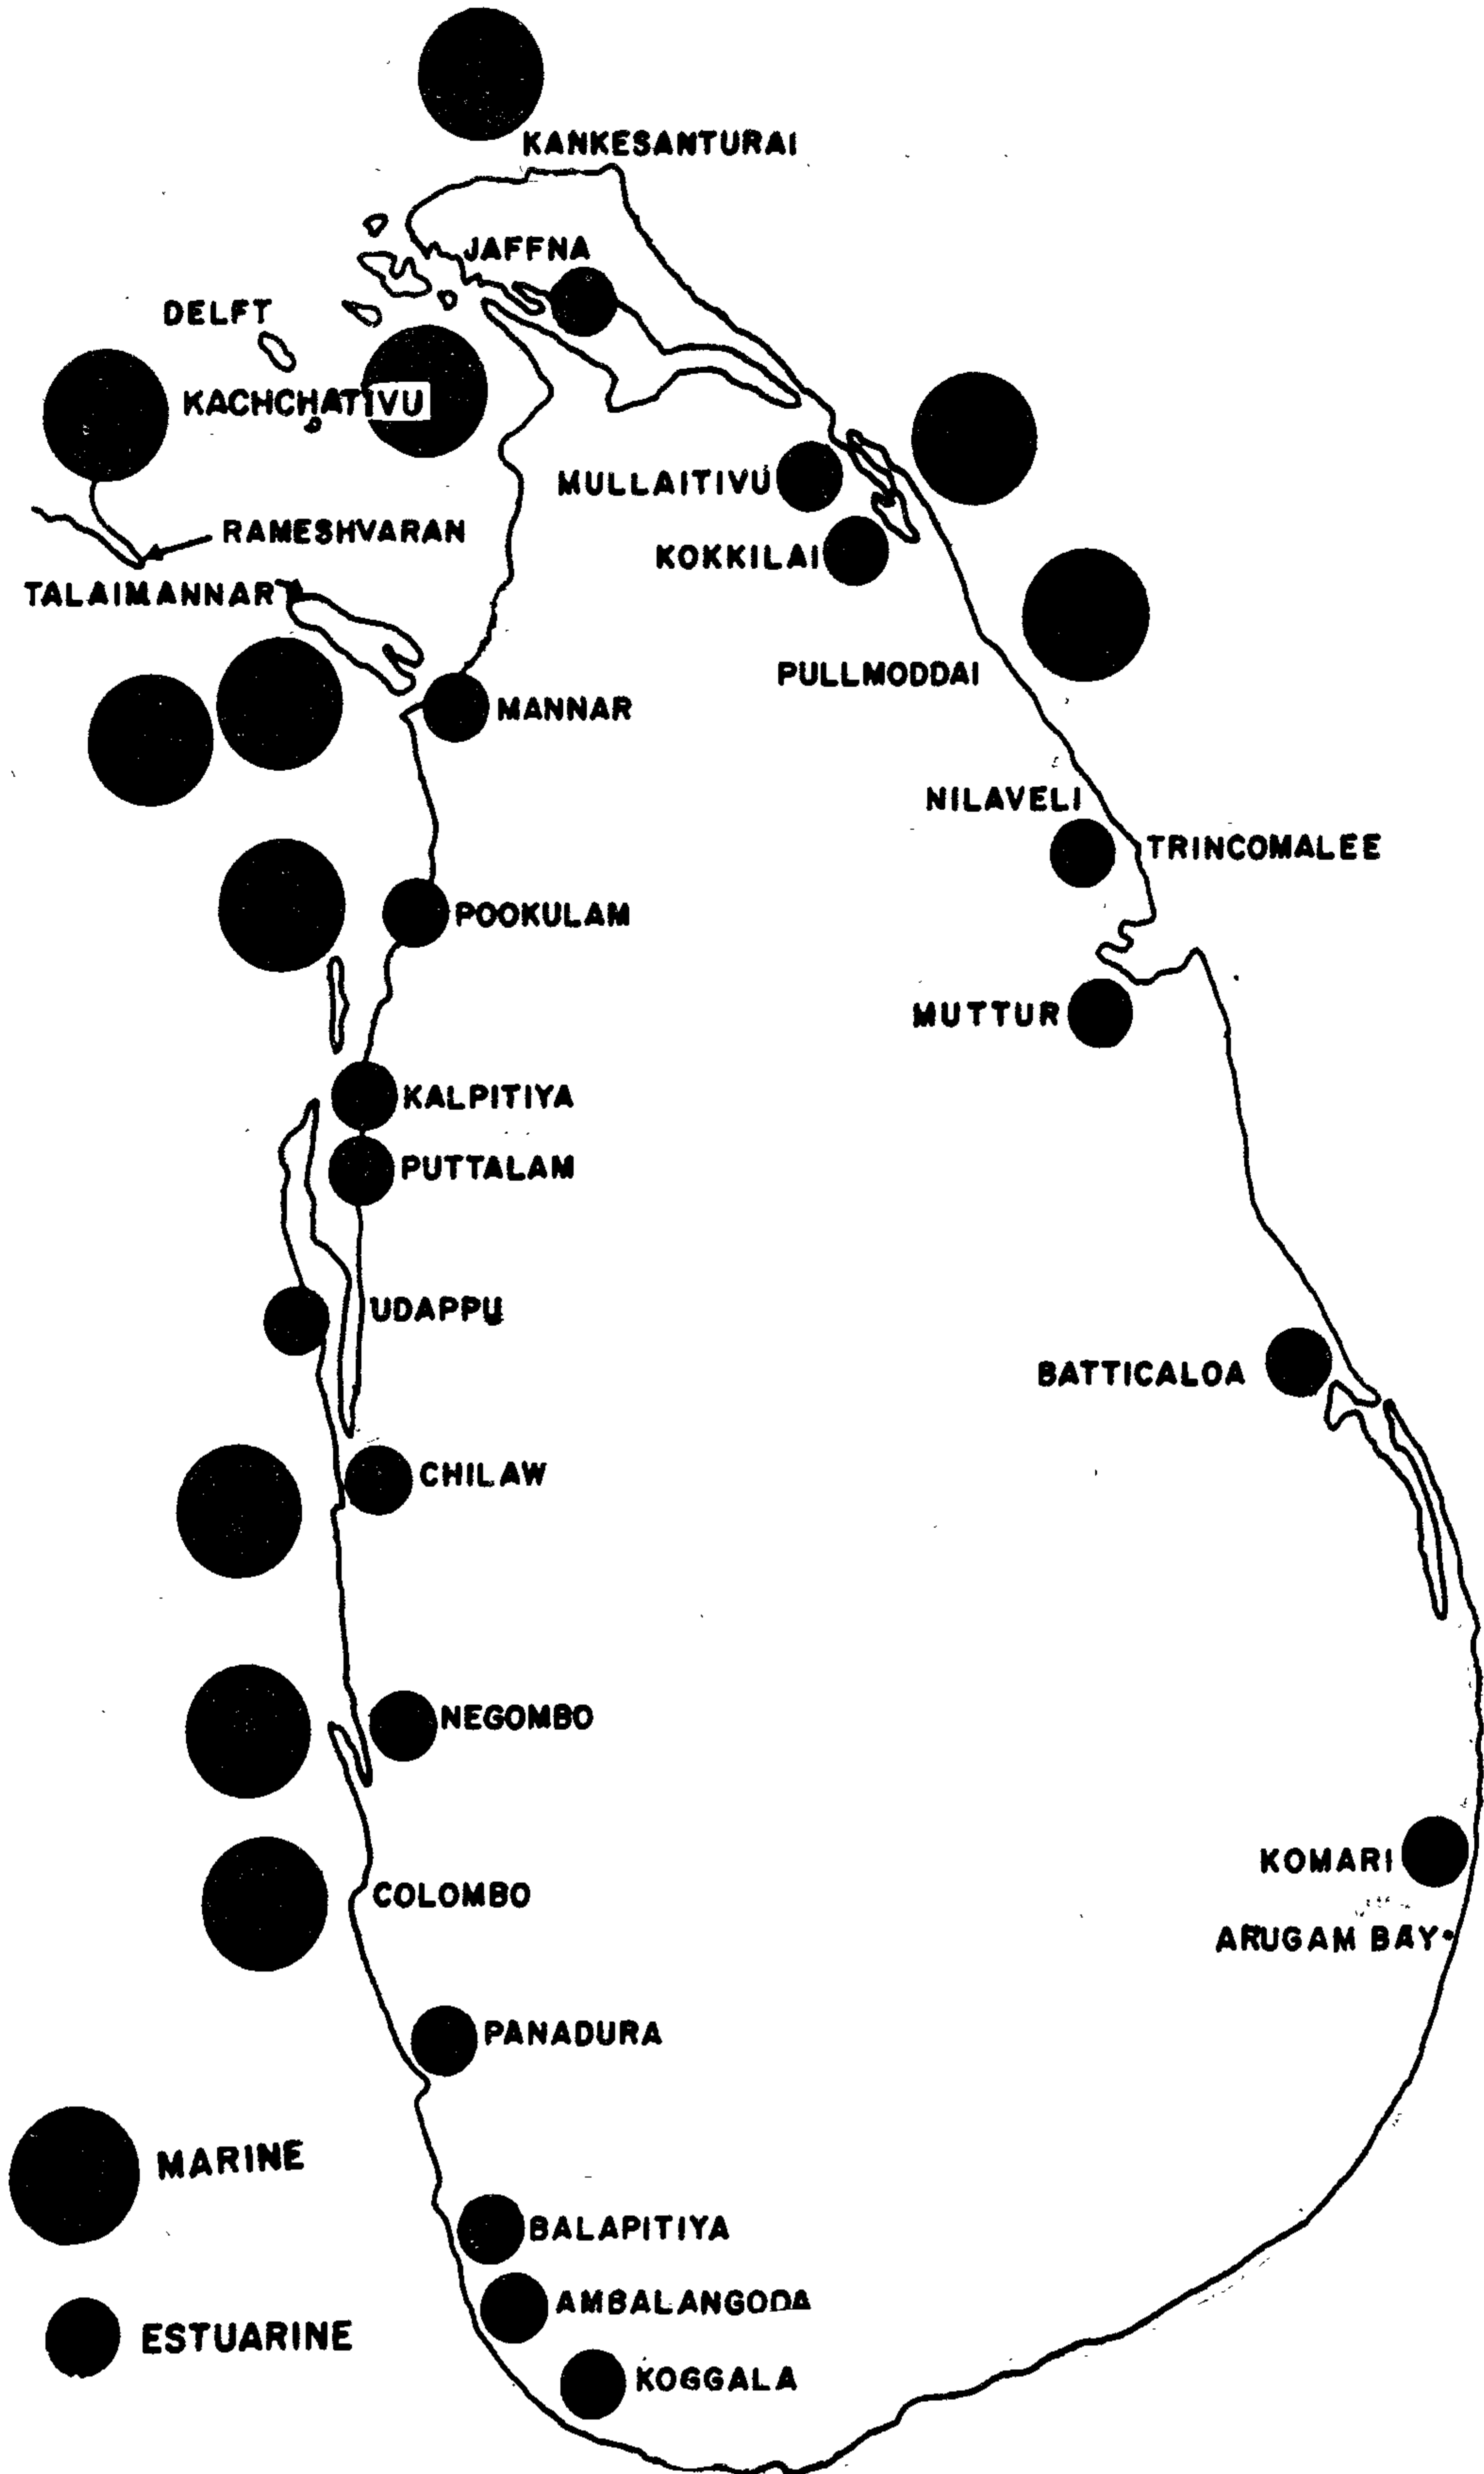 KANKESANTURAI
JAFFNA
DELFT
KACHCHATIVU
MULLAITIVU
RAMESHVARAN
KOKKILAI
TALAIMANNAR
PULLMODDAI
MANNAR
NILAVELI
TRINCOMALEE
POOKULAM
MUTTUR
KALPITIYA
PUTTALAM
UDAPPU
BATTICALOA
CHILAW
NEGOMBO
KOMARI
COLOMBO
ARUGAM BAY
PANADURA
MARINE
BALAPITIYA
AMBALANGODA
ESTUARINE
KOGGALA